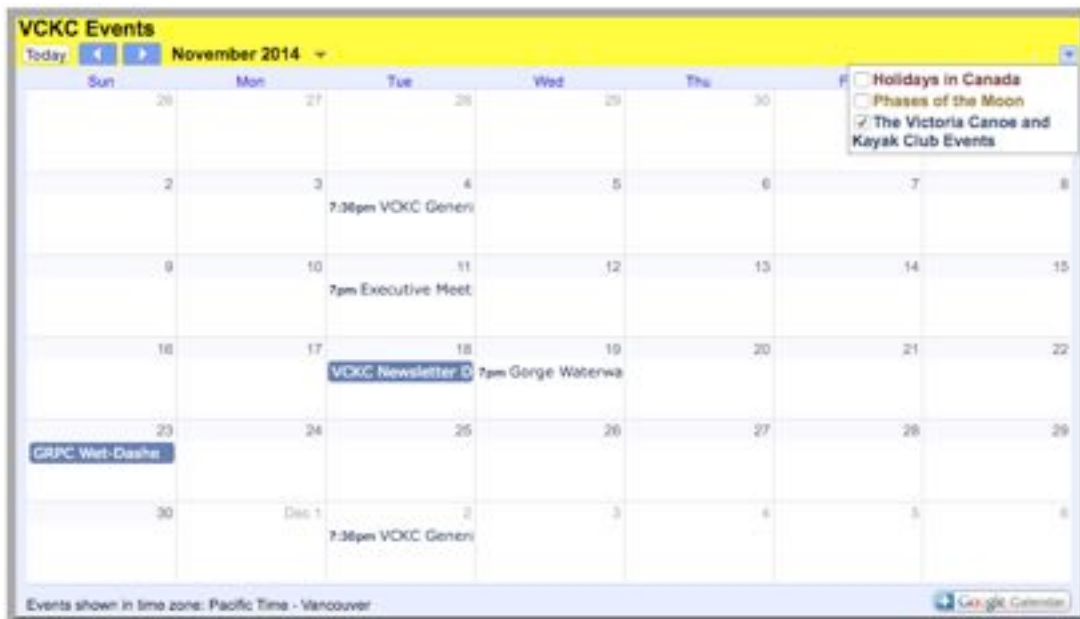 VCKC Events
Today November 2014
Sun Mon Tue Wed Thu F
Holidays in Canada
Phases of the Moon
The Victoria Canoe and
Kayak Club Events
26 27 28 29 30
2 3 4 5 6 7 8
7:30pm VCKC Generi
9 10 11 12 13 14 15
7pm Executive Meet
16 17 18 19 20 21 22
VCKC Newsletter D 7pm Gorge Waterwa
23 24 25 26 27 28 29
GRPC Wet-Dashe
30 Dec 1 2 3 4 5 6
7:30pm VCKC Generi
Events shown in time zone: Pacific Time - Vancouver
Google Calendar